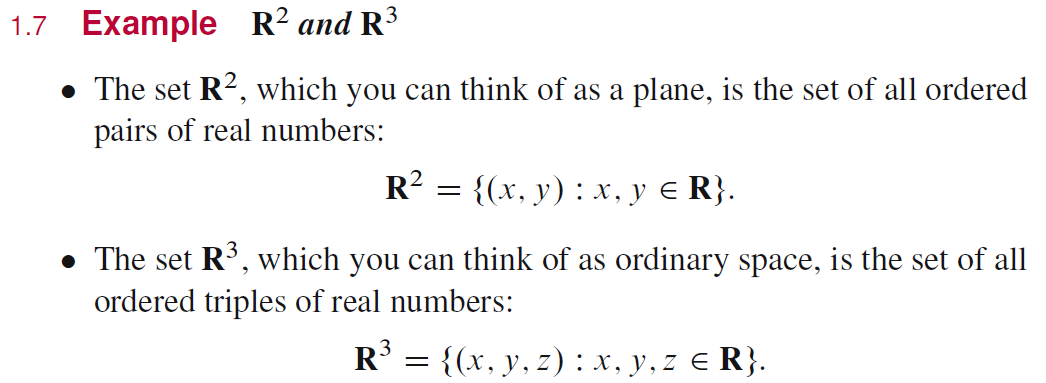 1.7 Example R² and R³
• The set R², which you can think of as a plane, is the set of all ordered
pairs of real numbers:
R² = {(x, y) : x, y ∈ R}.
• The set R³, which you can think of as ordinary space, is the set of all
ordered triples of real numbers:
R³ = {(x, y, z) : x, y, z ∈ R}.